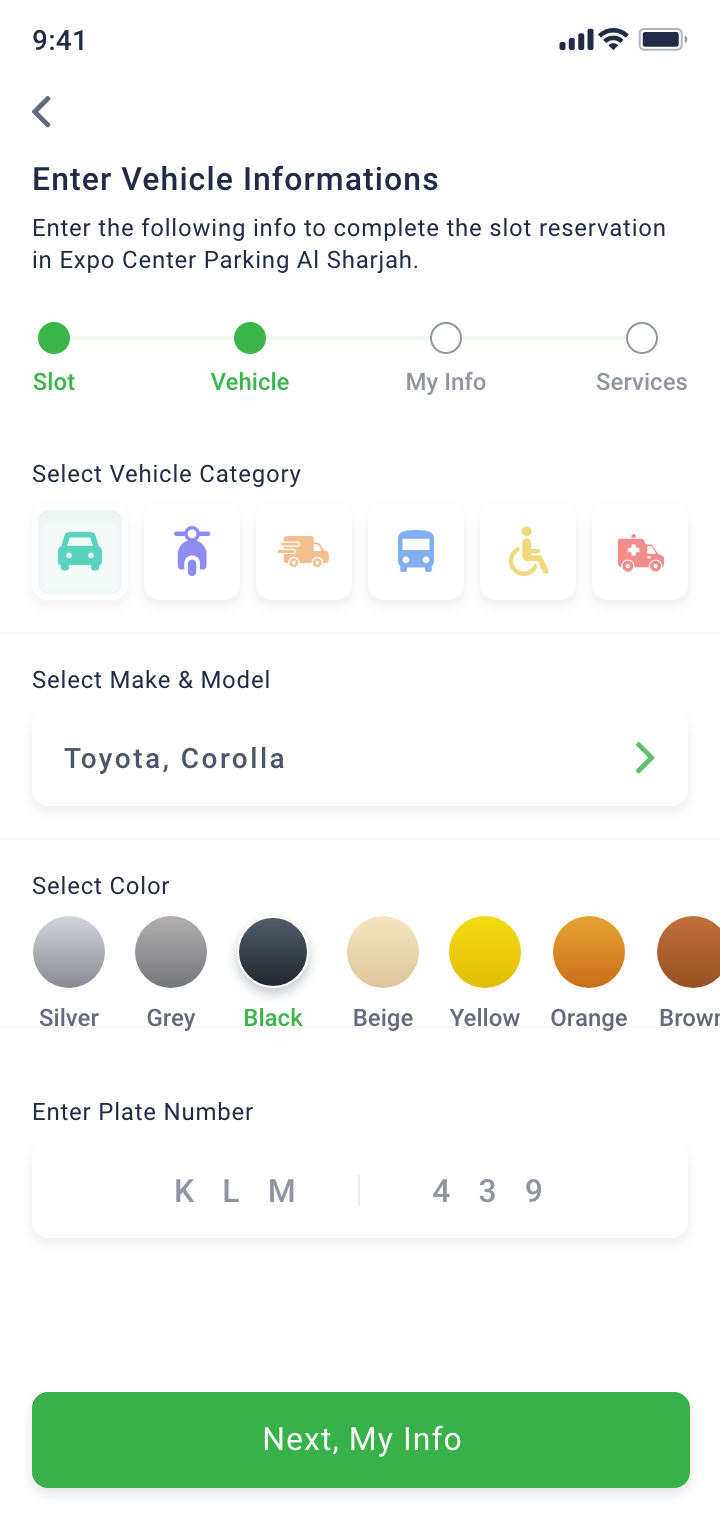 9:41
Enter Vehicle Informations
Enter the following info to complete the slot reservation
in Expo Center Parking Al Sharjah.
Slot Vehicle My Info Services
Select Vehicle Category
Select Make & Model
Toyota, Corolla
Select Color
Silver Grey Black Beige Yellow Orange Brown
Enter Plate Number
K L M 4 3 9
Next, My Info